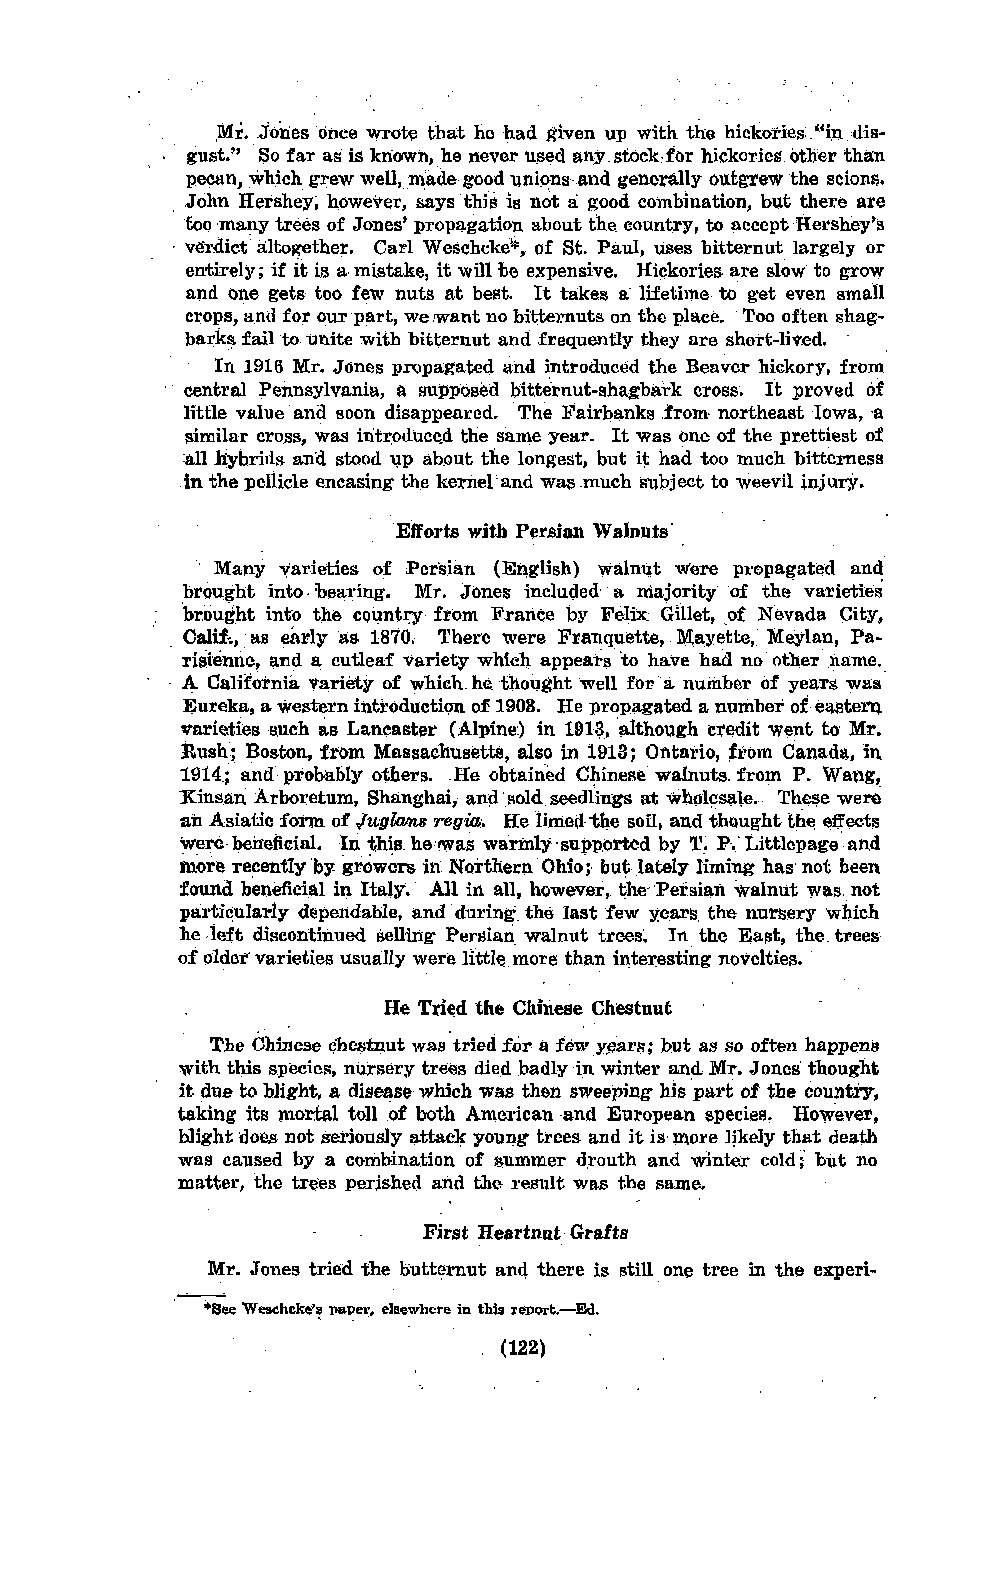 Mr. Jones once wrote that he had given up with the hickories "in dis-
gust." So far as is known, he never used any stock for hickories other than
pecan, which grew well, made good unions and generally outgrew the scions.
John Hershey, however, says this is not a good combination, but there are
too many trees of Jones' propagation about the country, to accept Hershey's
verdict altogether. Carl Weschcke*, of St. Paul, uses bitternut largely or
entirely; if it is a mistake, it will be expensive. Hickories are slow to grow
and one gets too few nuts at best. It takes a lifetime to get even small
crops, and for our part, we want no bitternuts on the place. Too often shag-
barks fail to unite with bitternut and frequently they are short-lived.
In 1916 Mr. Jones propagated and introduced the Beaver hickory, from
central Pennsylvania, a supposed bitternut-shagbark cross. It proved of
little value and soon disappeared. The Fairbanks from northeast Iowa, a
similar cross, was introduced the same year. It was one of the prettiest of
all hybrids and stood up about the longest, but it had too much bitterness
in the pellicle encasing the kernel and was much subject to weevil injury.
Efforts with Persian Walnuts
Many varieties of Persian (English) walnut were propagated and
brought into bearing. Mr. Jones included a majority of the varieties
brought into the country from France by Felix Gillet, of Nevada City,
Calif., as early as 1870. There were Franquette, Mayette, Meylan, Pa-
risienne, and a cutleaf variety which appears to have had no other name.
A California variety of which he thought well for a number of years was
Eureka, a western introduction of 1908. He propagated a number of eastern
varieties such as Lancaster (Alpine) in 1913, although credit went to Mr.
Rush; Boston, from Massachusetts, also in 1913; Ontario, from Canada, in
1914; and probably others. He obtained Chinese walnuts from P. Wang,
Kinsan Arboretum, Shanghai, and sold seedlings at wholesale. These were
an Asiatic form of Juglans regia. He limed the soil, and thought the effects
were beneficial. In this he was warmly supported by T. P. Littlepage and
more recently by growers in Northern Ohio; but lately liming has not been
found beneficial in Italy. All in all, however, the Persian walnut was not
particularly dependable, and during the last few years the nursery which
he left discontinued selling Persian walnut trees. In the East, the trees
of older varieties usually were little more than interesting novelties.
He Tried the Chinese Chestnut
The Chinese chestnut was tried for a few years; but as so often happens
with this species, nursery trees died badly in winter and Mr. Jones thought
it due to blight, a disease which was then sweeping his part of the country,
taking its mortal toll of both American and European species. However,
blight does not seriously attack young trees and it is more likely that death
was caused by a combination of summer drouth and winter cold; but no
matter, the trees perished and the result was the same.
First Heartnut Grafts
Mr. Jones tried the butternut and there is still one tree in the experi-
*See Weschcke's paper, elsewhere in this report.—Ed.
(122)